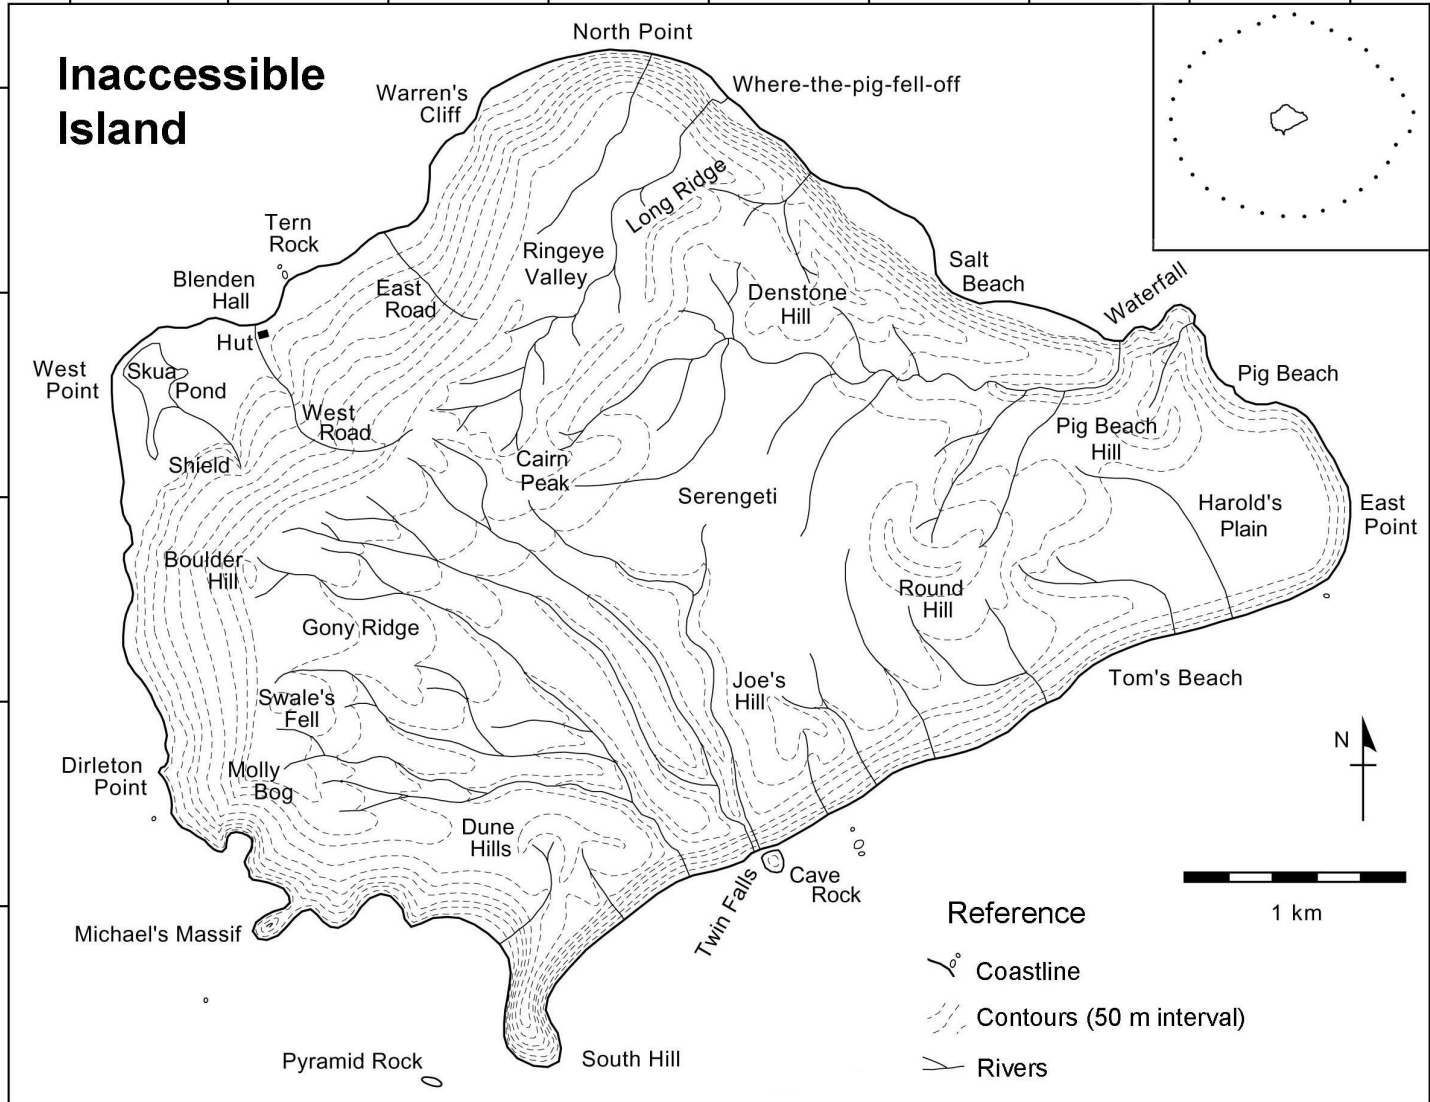 Inaccessible
Island
North Point
Warren's
Cliff
Where-the-pig-fell-off
Long Ridge
Tern
Rock
Ringeye
Valley
Salt
Beach
Blenden
Hall
East
Road
Denstone
Hill
Waterfall
Hut
West
Point
Skua
Pond
Pig Beach
West
Road
Pig Beach
Hill
Shield
Cairn
Peak
Serengeti
Harold's
Plain
East
Point
Boulder
Hill
Round
Hill
Gony Ridge
Tom's Beach
Swale's
Fell
Joe's
Hill
N
Dirleton
Point
Molly
Bog
Dune
Hills
Cave
Rock
Twin Falls
Michael's Massif
1 km
Reference
Coastline
Contours (50 m interval)
Rivers
Pyramid Rock
South Hill